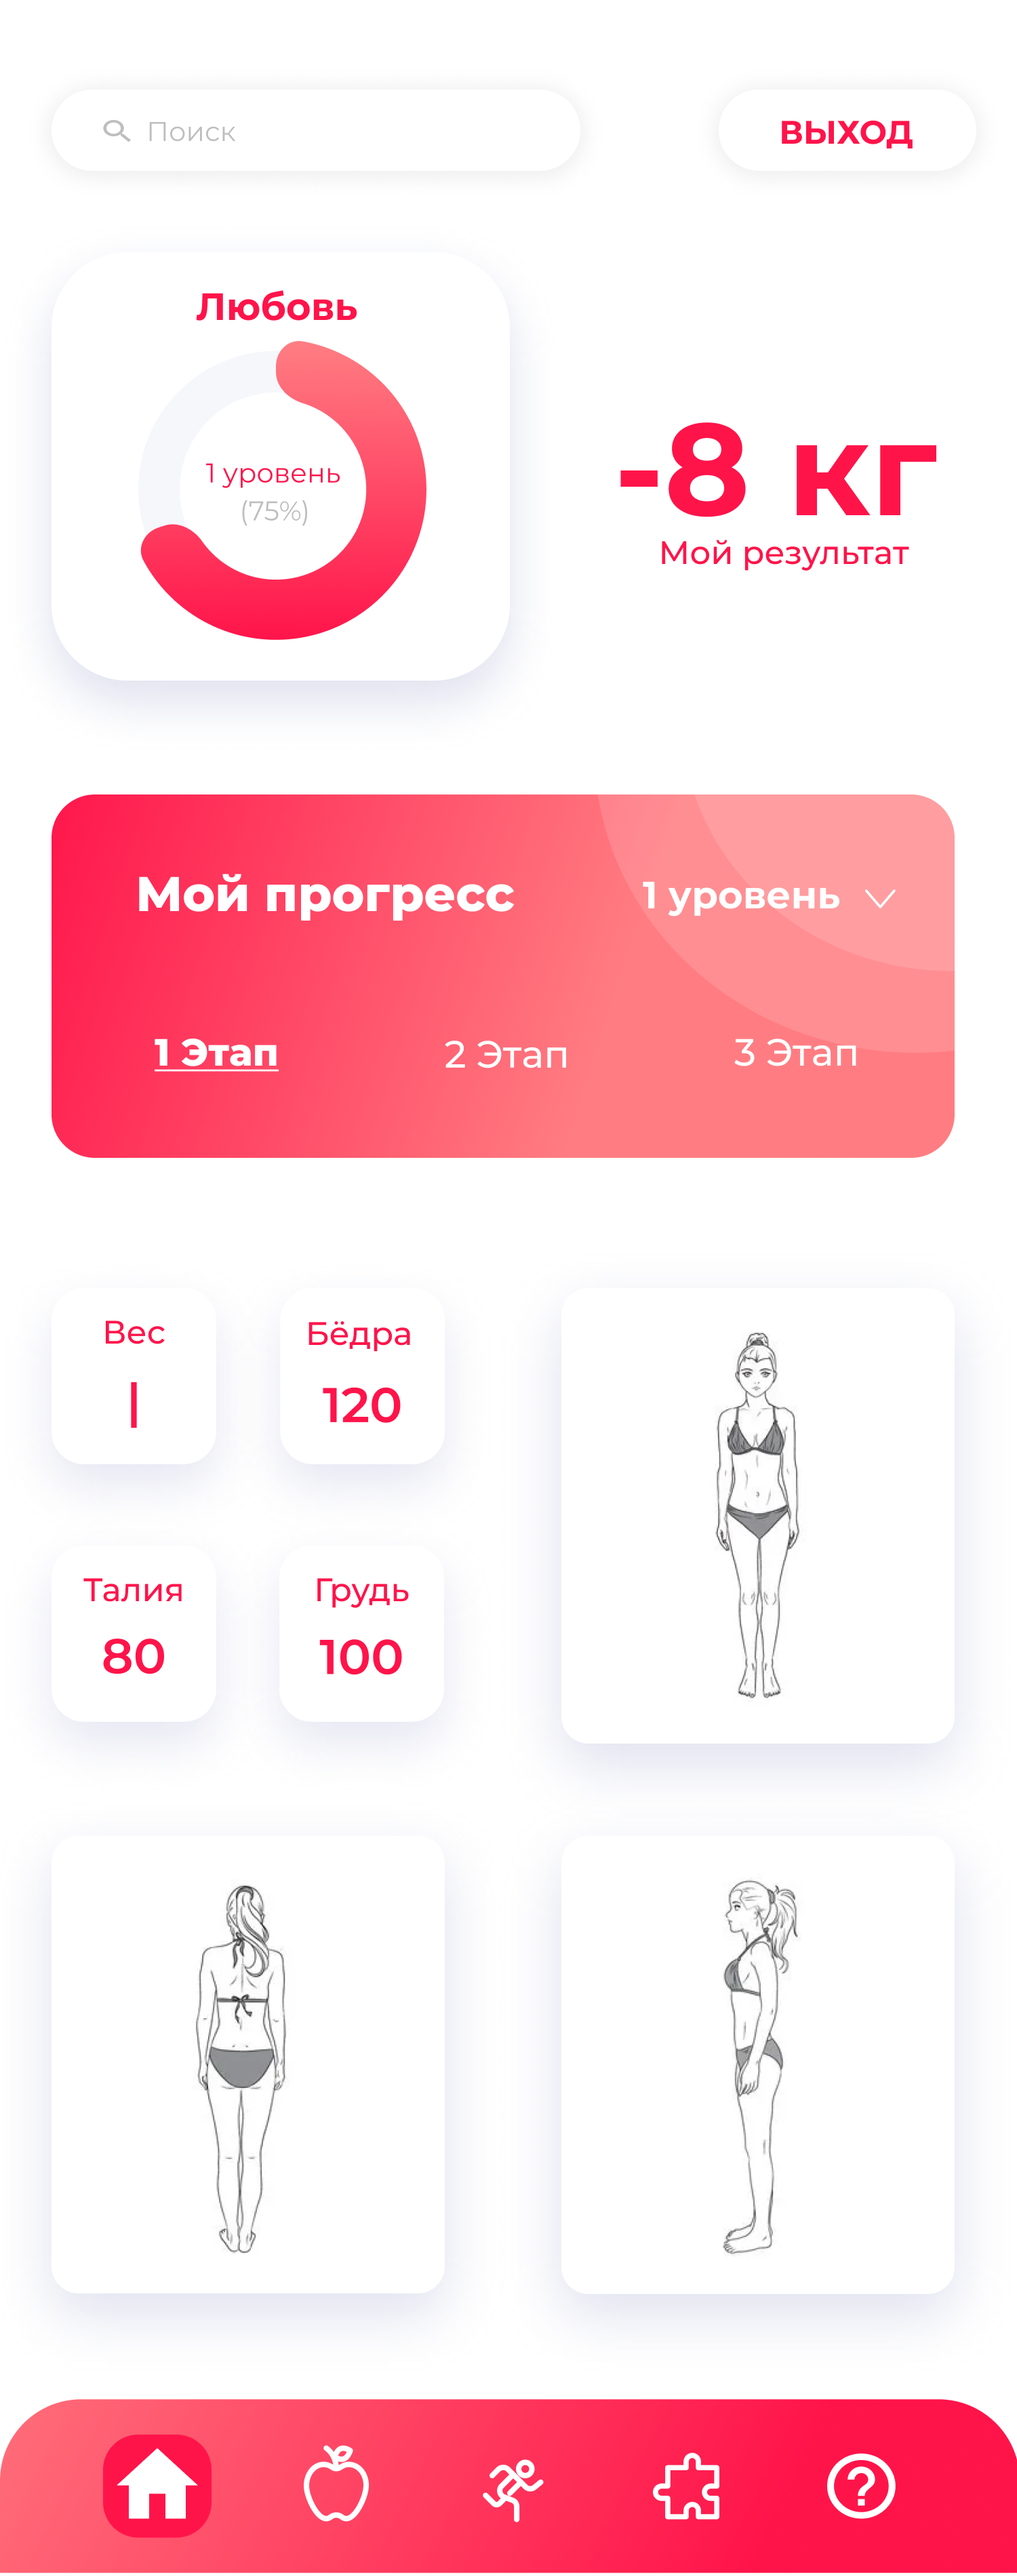 Поиск
ВЫХОД
Любовь
1 уровень
(75%)
-8 кг
Мой результат
Мой прогресс
1 уровень
1 Этап
2 Этап
3 Этап
Вес
|
Бёдра
120
Талия
80
Грудь
100
?